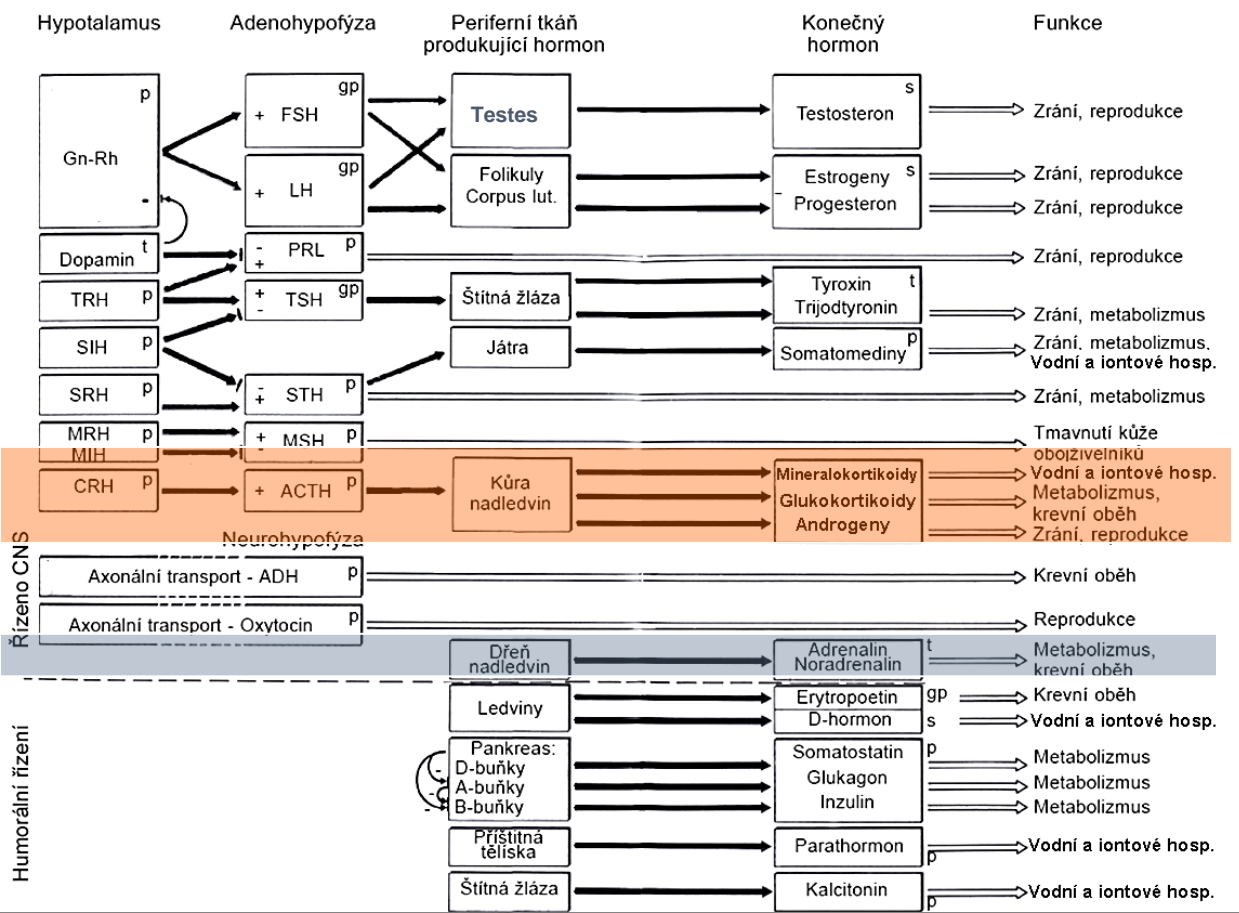 Hypotalamus Adenohypofýza Periferní tkáň Konečný Funkce
produkující hormon hormon
p gp s
Gn-Rh + FSH Testes Testosteron Zrání, reprodukce
gp
+ LH Folikuly Estrogeny s Zrání, reprodukce
- Corpus lut. - Progesteron Zrání, reprodukce
Dopamin t - + PRL p Zrání, reprodukce
TRH p + - TSH gp Štítná žláza Tyroxin t
Trijodtyronin Zrání, metabolizmus
SIH p Játra Somatomediny p Zrání, metabolizmus,
Vodní a iontové hosp.
SRH p - + STH p Zrání, metabolizmus
MRH p + - MSH p Tmavnutí kůže
MIH obojživelníků
CRH p + ACTH p Kůra Mineralokortikoidy Vodní a iontové hosp.
nadledvin Glukokortikoidy Metabolizmus,
krevní oběh
Androgeny Zrání, reprodukce
Neurohypofýza
Řízeno CNS
Axonální transport - ADH p Krevní oběh
Axonální transport - Oxytocin p Reprodukce
Dřeň Adrenalin t Metabolizmus,
nadledvin Noradrenalin krevní oběh
Humorální řízení
Ledviny Erytropoetin gp Krevní oběh
D-hormon s Vodní a iontové hosp.
Pankreas: Somatostatin p Metabolizmus
- D-buňky
- A-buňky Glukagon Metabolizmus
- B-buňky Inzulin Metabolizmus
Příštitná
tělíska Parathormon p Vodní a iontové hosp.
Štítná žláza Kalcitonin p Vodní a iontové hosp.